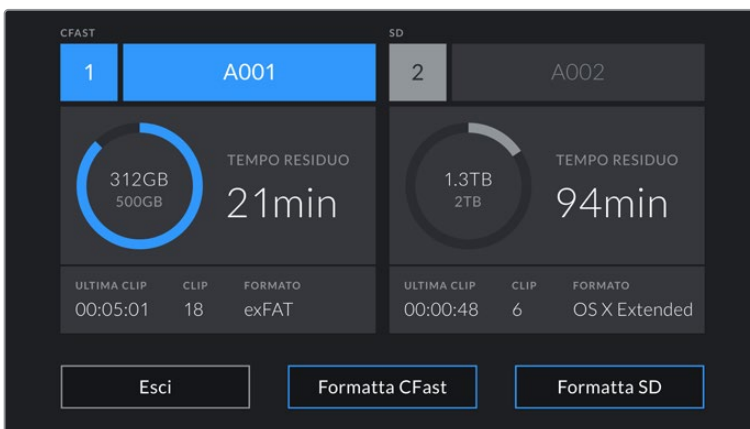 CFAST
1 A001
312GB
500GB
TEMPO RESIDUO
21min
ULTIMA CLIP CLIP FORMATO
00:05:01 18 exFAT
SD
2 A002
1.3TB
2TB
TEMPO RESIDUO
94min
ULTIMA CLIP CLIP FORMATO
00:00:48 6 OS X Extended
Esci Formatta CFast Formatta SD